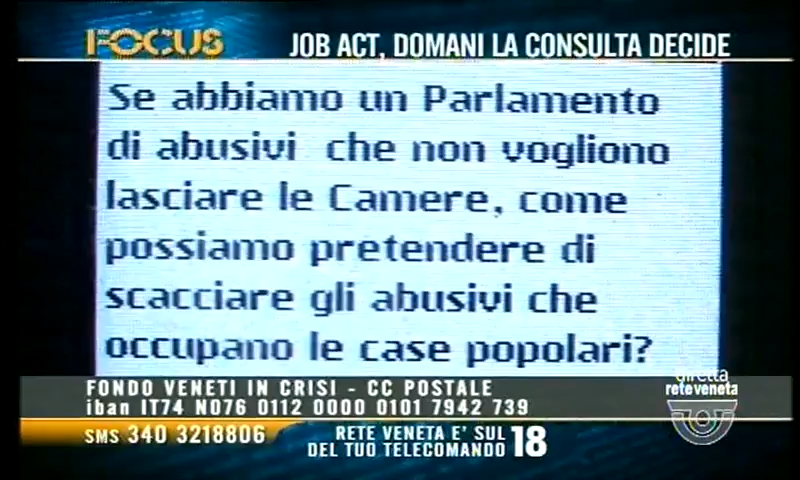 FOCUS
JOB ACT, DOMANI LA CONSULTA DECIDE
Se abbiamo un Parlamento
di abusivi che non vogliono
lasciare le Camere, come
possiamo pretendere di
scacciare gli abusivi che
occupano le case popolari?
diretta
reteveneta
FONDO VENETI IN CRISI - CC POSTALE
iban IT74 N076 0112 0000 0101 7942 739
SMS 340 3218806
RETE VENETA E' SUL
DEL TUO TELECOMANDO
18